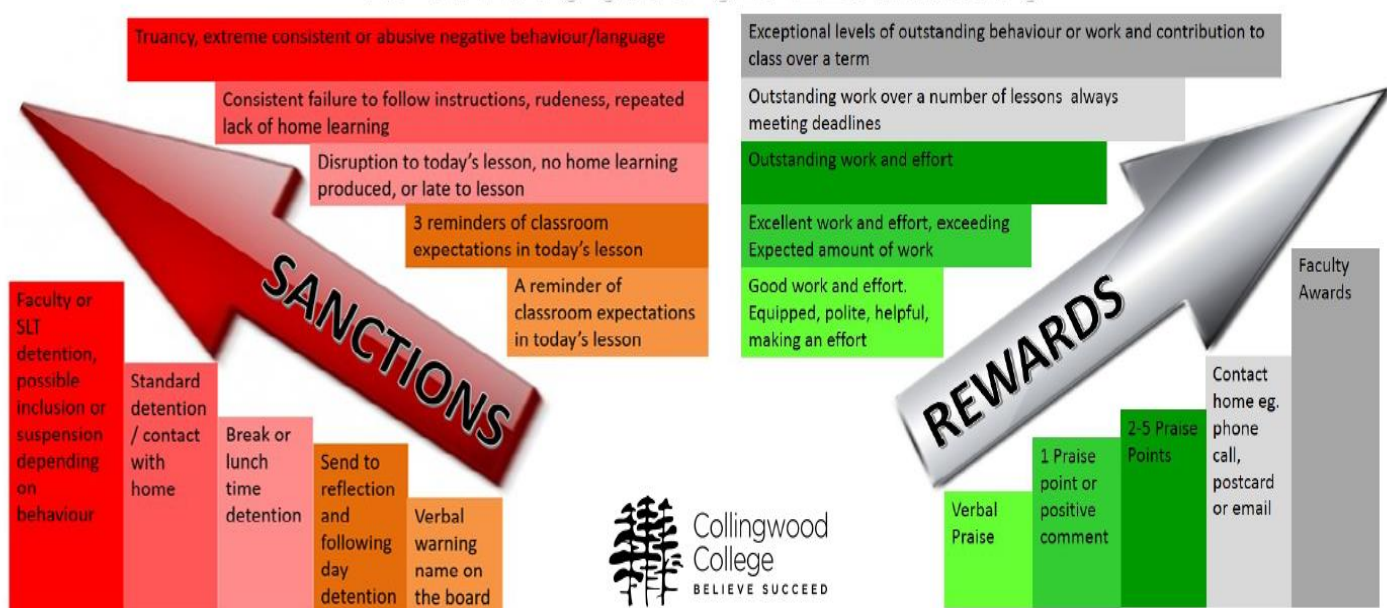 Truancy, extreme consistent or abusive negative behaviour/language
Consistent failure to follow instructions, rudeness, repeated
lack of home learning
Disruption to today's lesson, no home learning
produced, or late to lesson
3 reminders of classroom
expectations in today's lesson
A reminder of
classroom expectations
in today's lesson
SANCTIONS
Faculty or
SLT
detention,
possible
inclusion or
suspension
depending
on
behaviour
Standard
detention
/ contact
with
home
Break or
lunch
time
detention
Send to
reflection
and
following
day
detention
Verbal
warning
name on
the board
Exceptional levels of outstanding behaviour or work and contribution to
class over a term
Outstanding work over a number of lessons always
meeting deadlines
Outstanding work and effort
Excellent work and effort, exceeding
Expected amount of work
Good work and effort.
Equipped, polite, helpful,
making an effort
REWARDS
Verbal
Praise
1 Praise
point or
positive
comment
2-5 Praise
Points
Contact
home eg.
phone
call,
postcard
or email
Faculty
Awards
Collingwood
College
BELIEVE SUCCEED